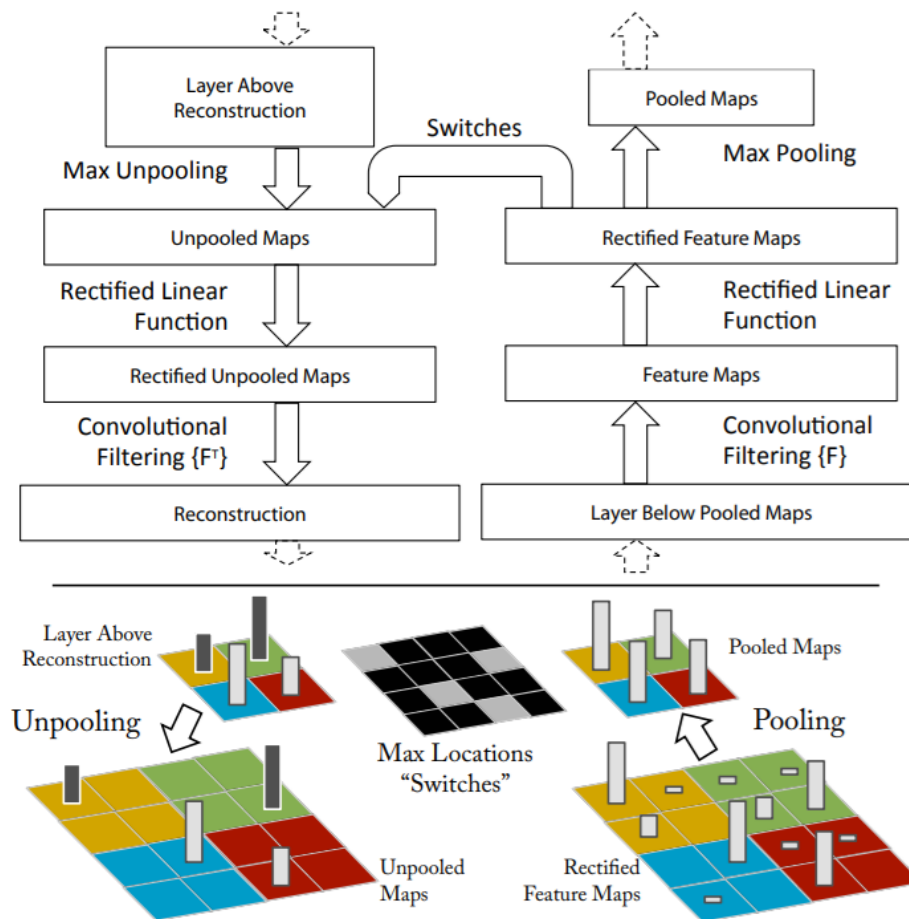 Layer Above
Reconstruction
Pooled Maps
Switches
Max Unpooling
Max Pooling
Unpooled Maps
Rectified Feature Maps
Rectified Linear
Function
Rectified Linear
Function
Rectified Unpooled Maps
Feature Maps
Convolutional
Filtering {Fᵀ}
Convolutional
Filtering {F}
Reconstruction
Layer Below Pooled Maps
Layer Above
Reconstruction
Pooled Maps
Unpooling
Pooling
Max Locations
“Switches”
Unpooled
Maps
Rectified
Feature Maps